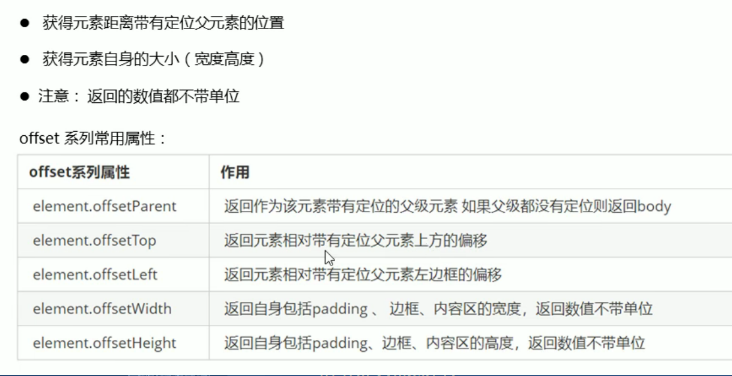 ● 获得元素距离带有定位父元素的位置
● 获得元素自身的大小（宽度高度）
● 注意： 返回的数值都不带单位
offset 系列常用属性：
offset系列属性 作用
element.offsetParent 返回作为该元素带有定位的父级元素 如果父级都没有定位则返回body
element.offsetTop 返回元素相对带有定位父元素上方的偏移
element.offsetLeft 返回元素相对带有定位父元素左边框的偏移
element.offsetWidth 返回自身包括padding 、 边框、内容区的宽度，返回数值不带单位
element.offsetHeight 返回自身包括padding、边框、内容区的高度，返回数值不带单位